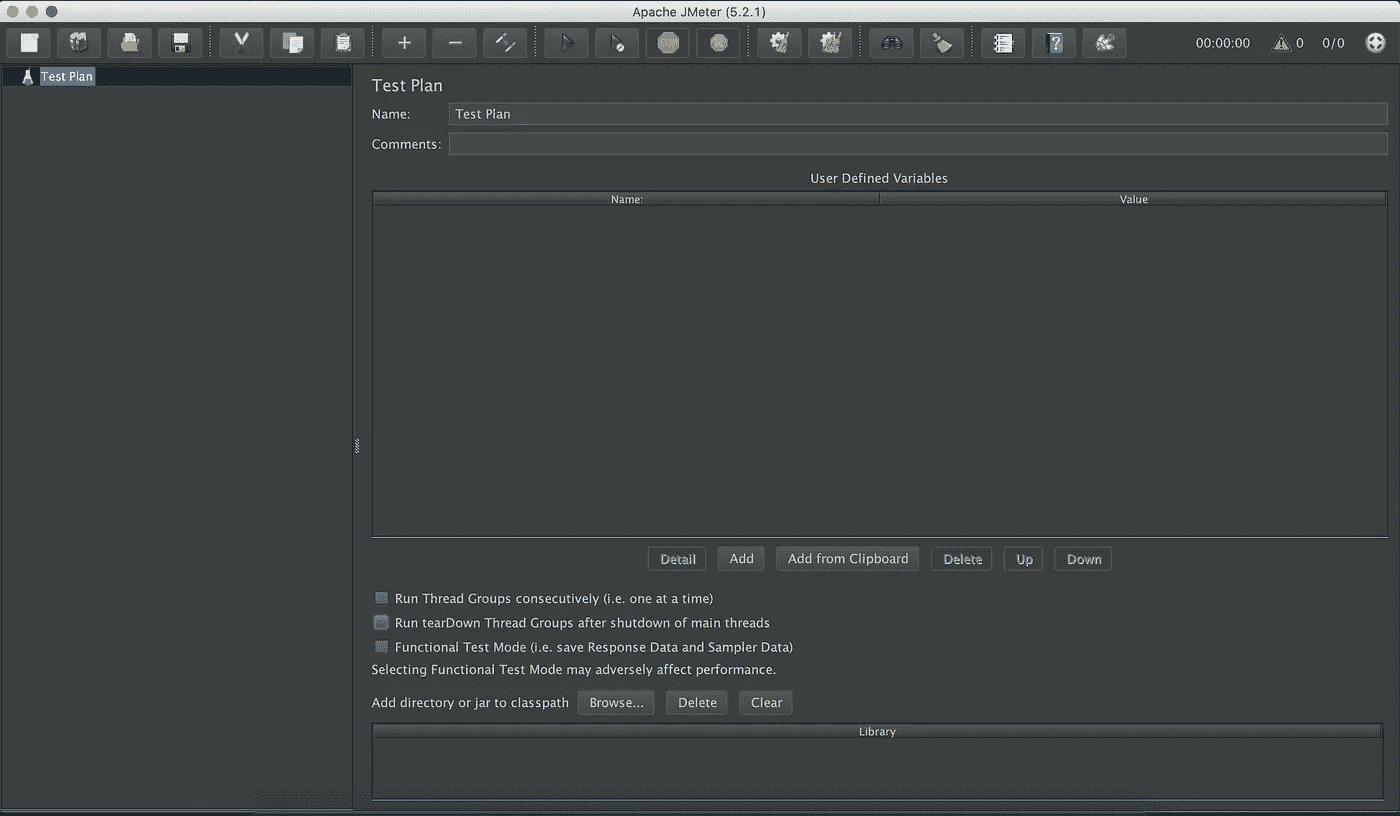 Apache JMeter (5.2.1)
00:00:00 0 0/0
Test Plan
Test Plan
Name: Test Plan
Comments:
User Defined Variables
Name: Value
Detail Add Add from Clipboard Delete Up Down
Run Thread Groups consecutively (i.e. one at a time)
Run tearDown Thread Groups after shutdown of main threads
Functional Test Mode (i.e. save Response Data and Sampler Data)
Selecting Functional Test Mode may adversely affect performance.
Add directory or jar to classpath Browse... Delete Clear
Library